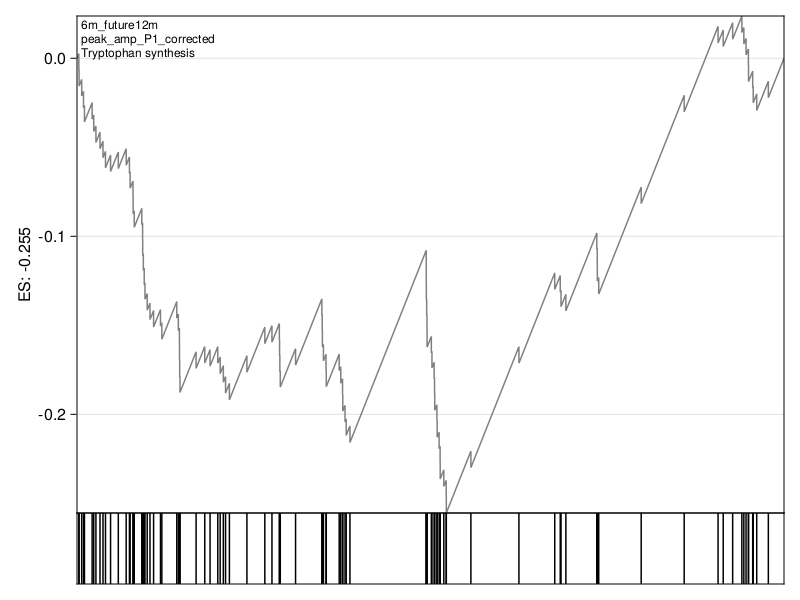 6m_future12m
peak_amp_P1_corrected
Tryptophan synthesis
0.0
-0.1
-0.2
ES: -0.255